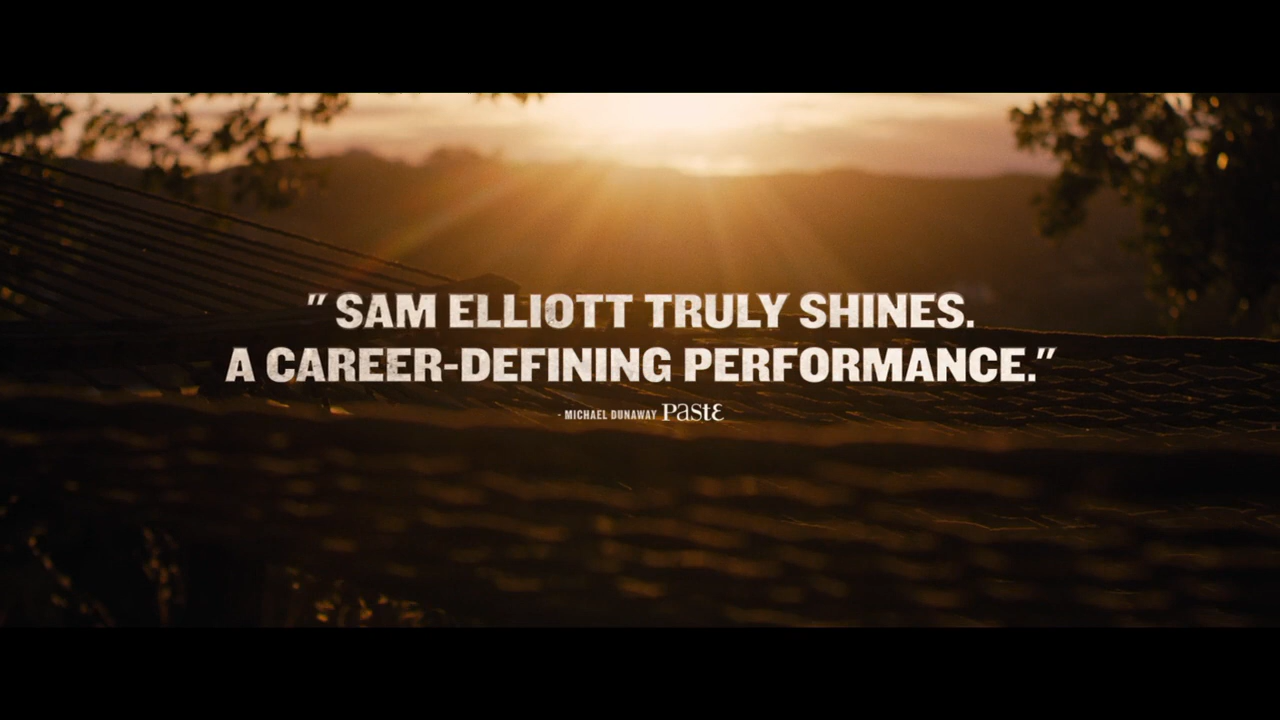 " SAM ELLIOTT TRULY SHINES.
A CAREER-DEFINING PERFORMANCE."
- MICHAEL DUNAWAY Paste